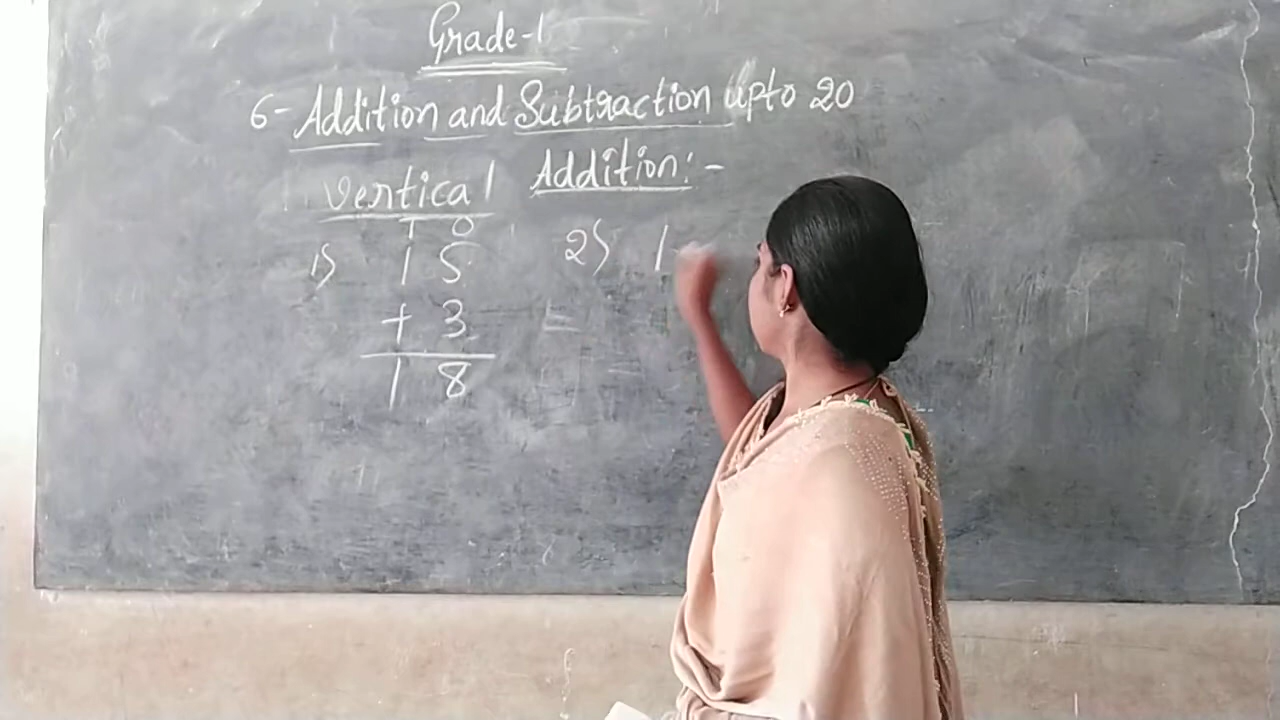 Grade-1
6- Addition and Subtraction upto 20
Vertical Addition:-
T O
1) 1 5 2) 1
+ 3
1 8